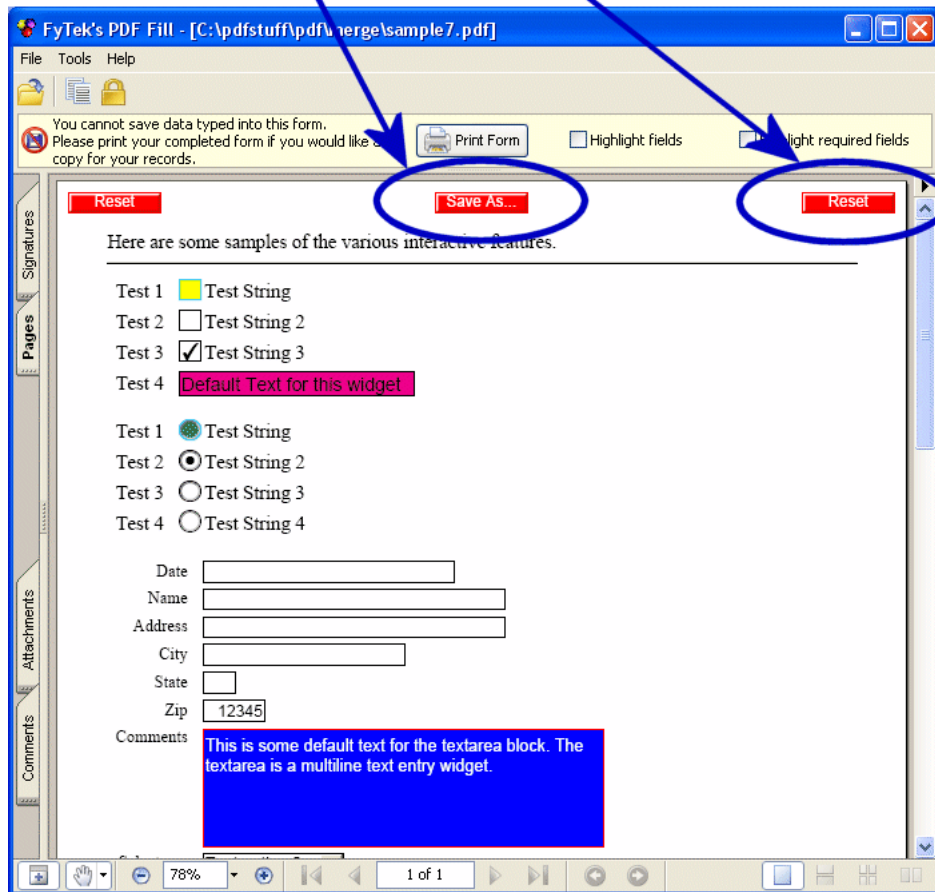 FyTek's PDF Fill - [C:\pdfstuff\pdf\merge\sample7.pdf]
File Tools Help
You cannot save data typed into this form.
Please print your completed form if you would like a
copy for your records.
Print Form
Highlight fields
Highlight required fields
Signatures
Pages
Attachments
Comments
Reset
Save As...
Reset
Here are some samples of the various interactive features.
Test 1 Test String
Test 2 Test String 2
Test 3 Test String 3
Test 4 Default Text for this widget
Test 1 Test String
Test 2 Test String 2
Test 3 Test String 3
Test 4 Test String 4
Date
Name
Address
City
State
Zip 12345
Comments
This is some default text for the textarea block. The
textarea is a multiline text entry widget.
78%
1 of 1